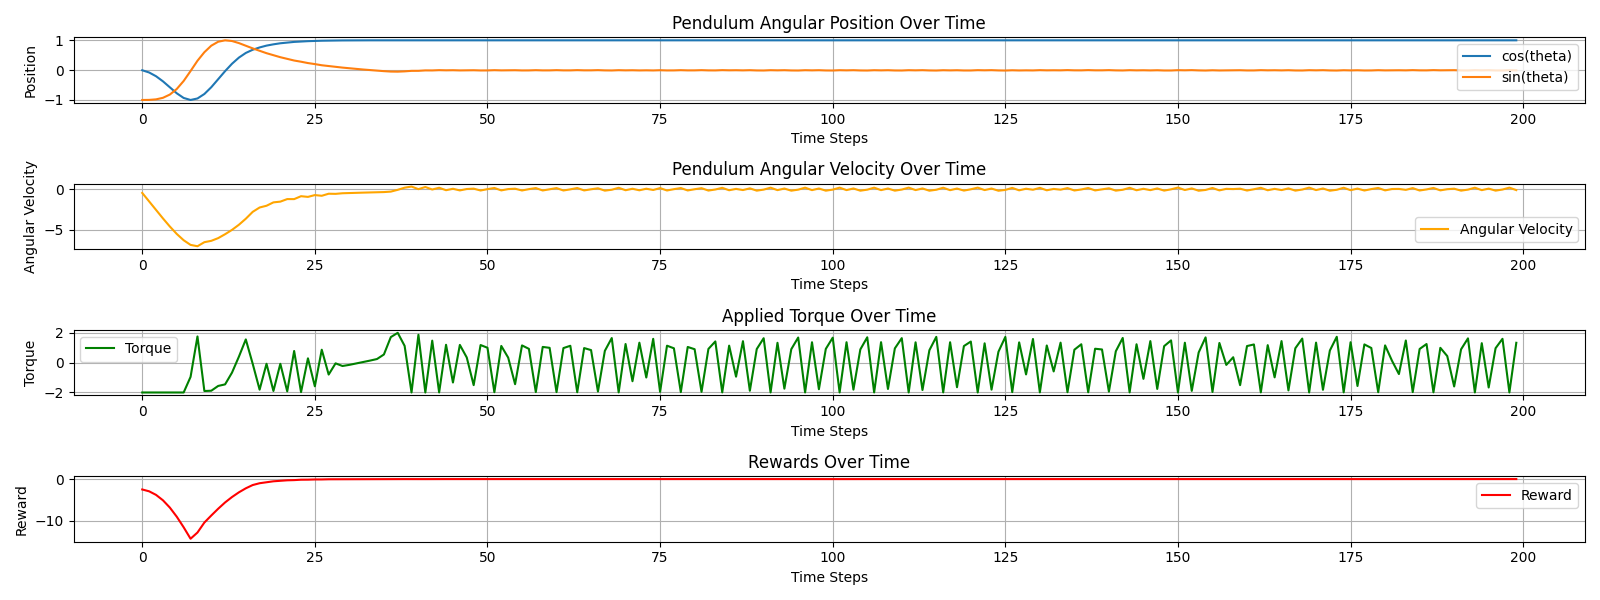 Pendulum Angular Position Over Time
Position
1
0
−1
cos(theta)
sin(theta)
0 25 50 75 100 125 150 175 200
Time Steps
Pendulum Angular Velocity Over Time
Angular Velocity
0
−5
Angular Velocity
0 25 50 75 100 125 150 175 200
Time Steps
Applied Torque Over Time
Torque
2
0
−2
Torque
0 25 50 75 100 125 150 175 200
Time Steps
Rewards Over Time
Reward
0
−10
Reward
0 25 50 75 100 125 150 175 200
Time Steps